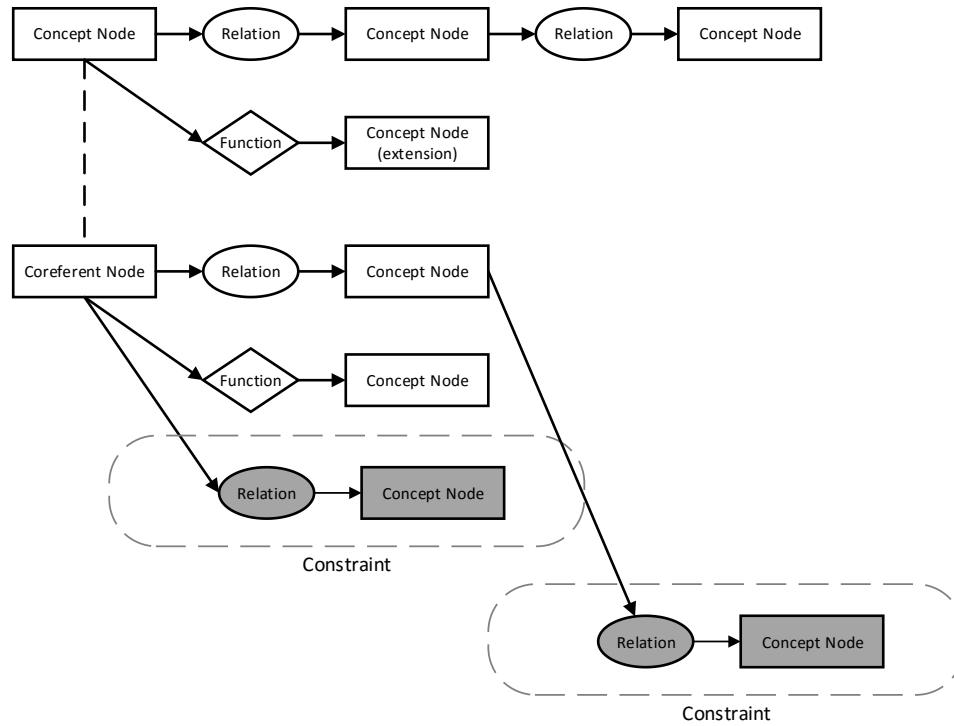 Concept Node
Relation
Concept Node
Relation
Concept Node
Function
Concept Node
(extension)
Coreferent Node
Relation
Concept Node
Function
Concept Node
Relation
Concept Node
Constraint
Relation
Concept Node
Constraint